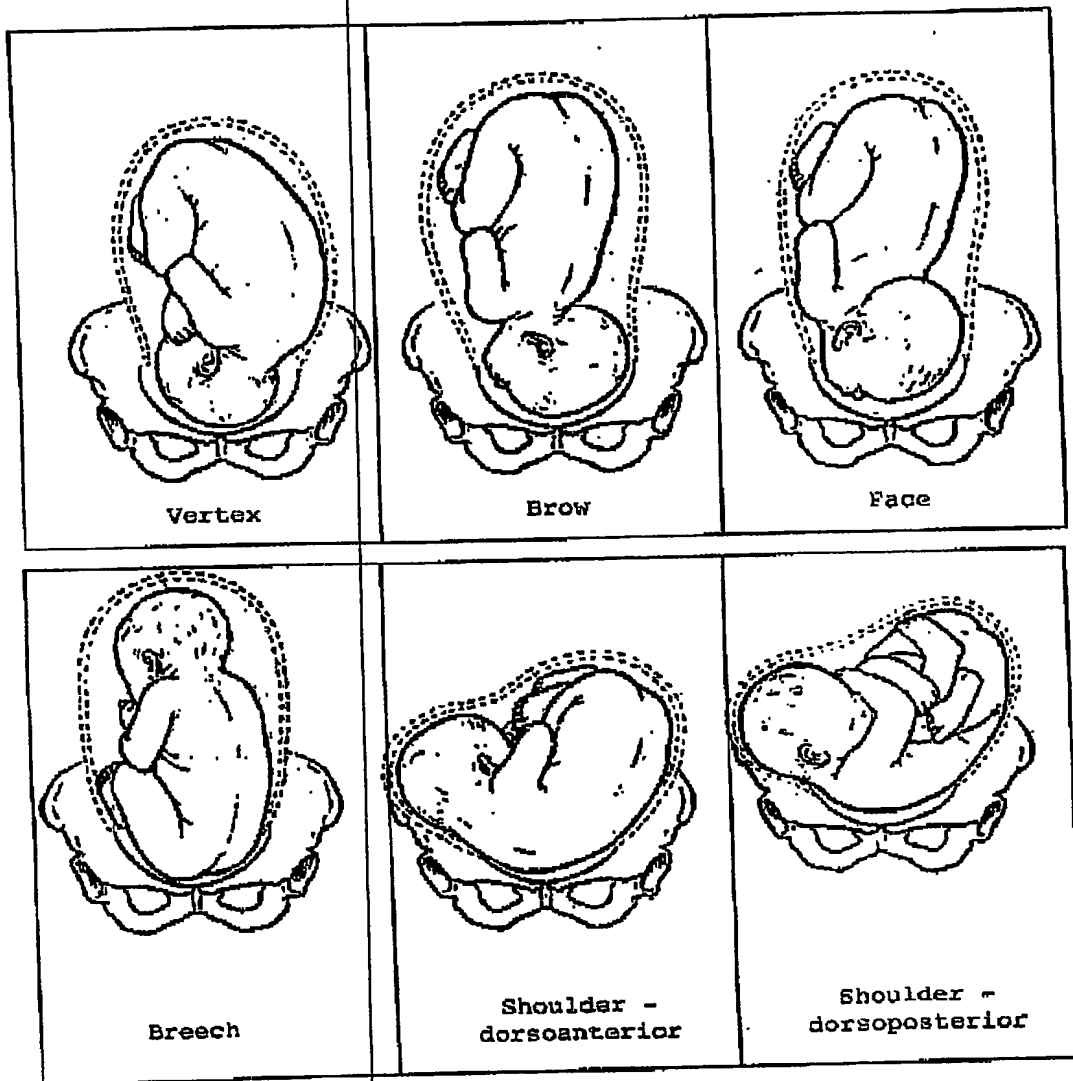 Vertex
Brow
Face
Breech
Shoulder -
dorsoanterior
Shoulder -
dorsoposterior